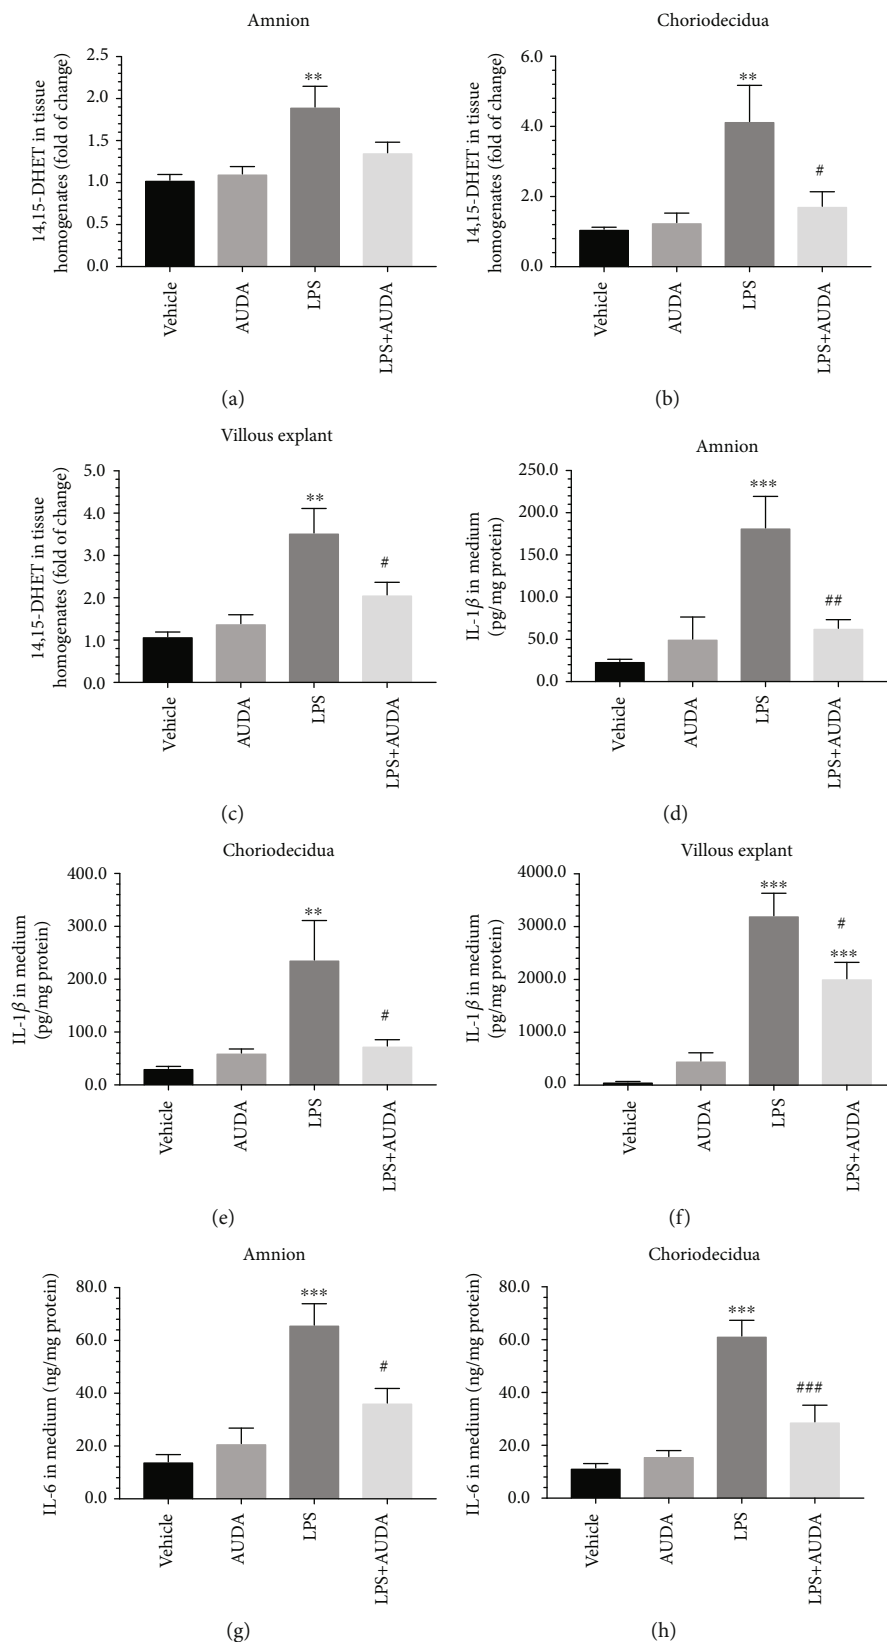 Amnion
14,15-DHET in tissue
homogenates (fold of change)
2.5
2.0
1.5
1.0
0.5
0.0
**
Vehicle
AUDA
LPS
LPS+AUDA
(a)
Choriodecidua
14,15-DHET in tissue
homogenates (fold of change)
6.0
4.0
2.0
0.0
**
#
Vehicle
AUDA
LPS
LPS+AUDA
(b)
Villous explant
14,15-DHET in tissue
homogenates (fold of change)
5.0
4.0
3.0
2.0
1.0
0.0
**
#
Vehicle
AUDA
LPS
LPS+AUDA
(c)
Amnion
IL-1β in medium
(pg/mg protein)
250.0
200.0
150.0
100.0
50.0
0.0
***
##
Vehicle
AUDA
LPS
LPS+AUDA
(d)
Choriodecidua
IL-1β in medium
(pg/mg protein)
400.0
300.0
200.0
100.0
0.0
**
#
Vehicle
AUDA
LPS
LPS+AUDA
(e)
Villous explant
IL-1β in medium
(pg/mg protein)
4000.0
3000.0
2000.0
1000.0
0.0
***
#
***
Vehicle
AUDA
LPS
LPS+AUDA
(f)
Amnion
IL-6 in medium (ng/mg protein)
80.0
60.0
40.0
20.0
0.0
***
#
Vehicle
AUDA
LPS
LPS+AUDA
(g)
Choriodecidua
IL-6 in medium (ng/mg protein)
80.0
60.0
40.0
20.0
0.0
***
###
Vehicle
AUDA
LPS
LPS+AUDA
(h)